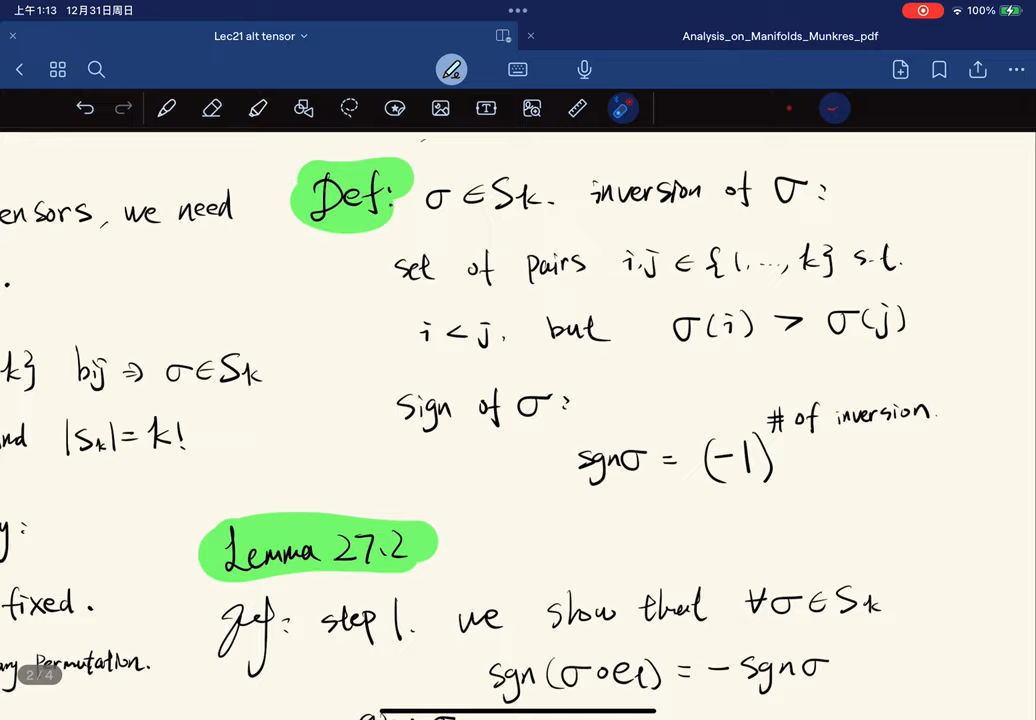 上午1:13 12月31日周日
100%
Lec21 alt tensor
Analysis_on_Manifolds_Munkres_pdf
ensors, we need
.
k} bij ⇒ σ∈Sk
nd |Sk|=k!
y:
fixed.
ary Permutation.
2/4
Def: σ∈Sk. inversion of σ:
set of pairs i,j ∈ {1,...,k} s.t.
i<j, but σ(i) > σ(j)
sign of σ:
sgnσ = (-1)^# of inversion.
Lemma 27.2
pf: step 1. we show that ∀σ∈Sk
sgn(σ∘ei) = -sgnσ